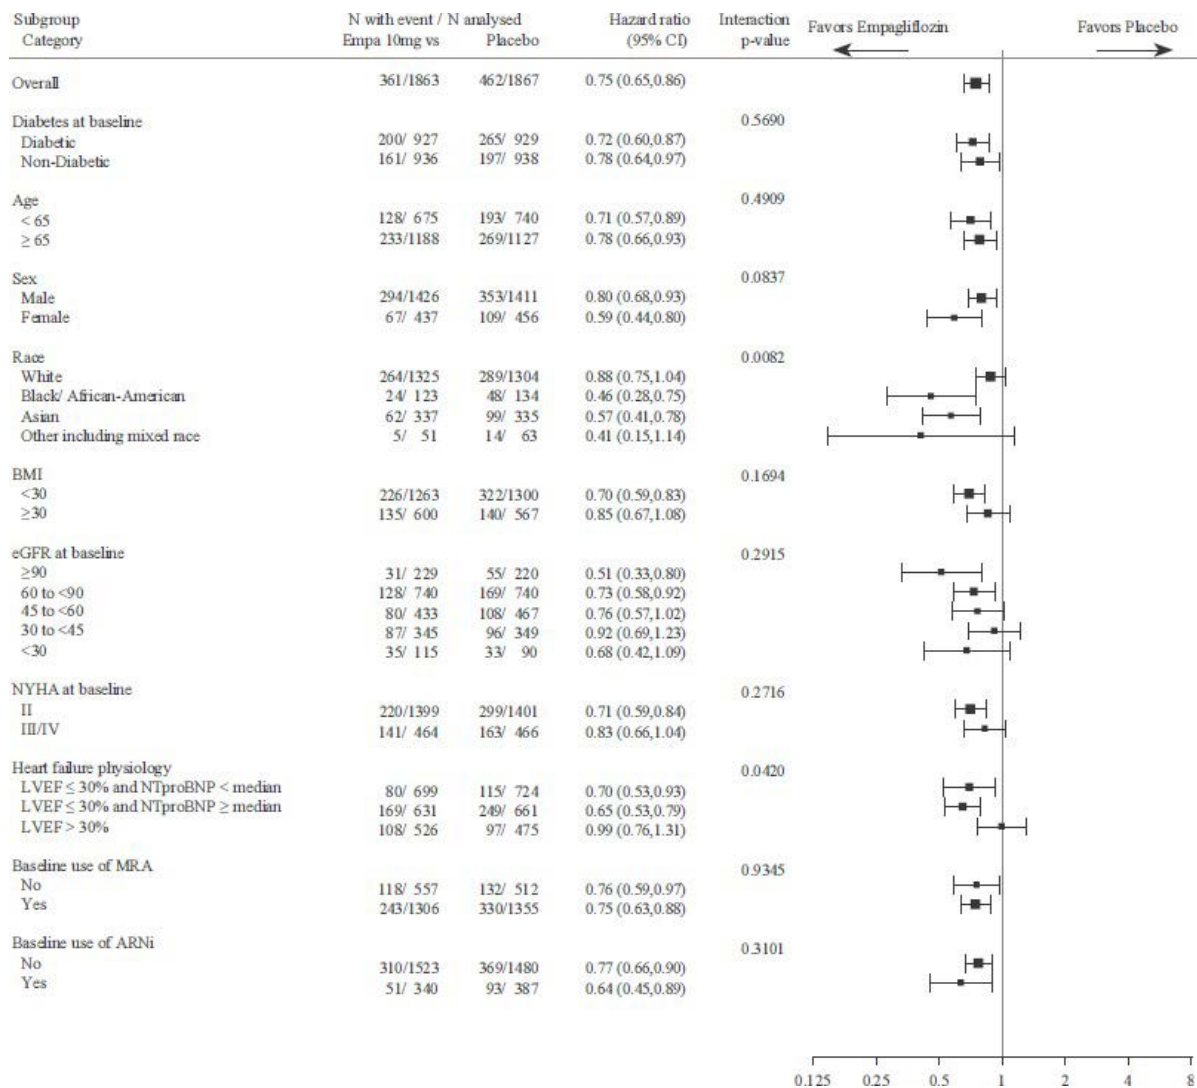 Subgroup N with event / N analysed Hazard ratio Interaction Favors Empagliflozin Favors Placebo
Category Empa 10mg vs Placebo (95% CI) p-value
Overall 361/1863 462/1867 0.75 (0.65,0.86)
Diabetes at baseline 0.5690
Diabetic 200/ 927 265/ 929 0.72 (0.60,0.87)
Non-Diabetic 161/ 936 197/ 938 0.78 (0.64,0.97)
Age 0.4909
< 65 128/ 675 193/ 740 0.71 (0.57,0.89)
≥ 65 233/1188 269/1127 0.78 (0.66,0.93)
Sex 0.0837
Male 294/1426 353/1411 0.80 (0.68,0.93)
Female 67/ 437 109/ 456 0.59 (0.44,0.80)
Race 0.0082
White 264/1325 289/1304 0.88 (0.75,1.04)
Black/ African-American 24/ 123 48/ 134 0.46 (0.28,0.75)
Asian 62/ 337 99/ 335 0.57 (0.41,0.78)
Other including mixed race 5/ 51 14/ 63 0.41 (0.15,1.14)
BMI 0.1694
<30 226/1263 322/1300 0.70 (0.59,0.83)
≥30 135/ 600 140/ 567 0.85 (0.67,1.08)
eGFR at baseline 0.2915
≥90 31/ 229 55/ 220 0.51 (0.33,0.80)
60 to <90 128/ 740 169/ 740 0.73 (0.58,0.92)
45 to <60 80/ 433 108/ 467 0.76 (0.57,1.02)
30 to <45 87/ 345 96/ 349 0.92 (0.69,1.23)
<30 35/ 115 33/ 90 0.68 (0.42,1.09)
NYHA at baseline 0.2716
II 220/1399 299/1401 0.71 (0.59,0.84)
III/IV 141/ 464 163/ 466 0.83 (0.66,1.04)
Heart failure physiology 0.0420
LVEF ≤ 30% and NTproBNP < median 80/ 699 115/ 724 0.70 (0.53,0.93)
LVEF ≤ 30% and NTproBNP ≥ median 169/ 631 249/ 661 0.65 (0.53,0.79)
LVEF > 30% 108/ 526 97/ 475 0.99 (0.76,1.31)
Baseline use of MRA 0.9345
No 118/ 557 132/ 512 0.76 (0.59,0.97)
Yes 243/1306 330/1355 0.75 (0.63,0.88)
Baseline use of ARNi 0.3101
No 310/1523 369/1480 0.77 (0.66,0.90)
Yes 51/ 340 93/ 387 0.64 (0.45,0.89)
0.125 0.25 0.5 1 2 4 8